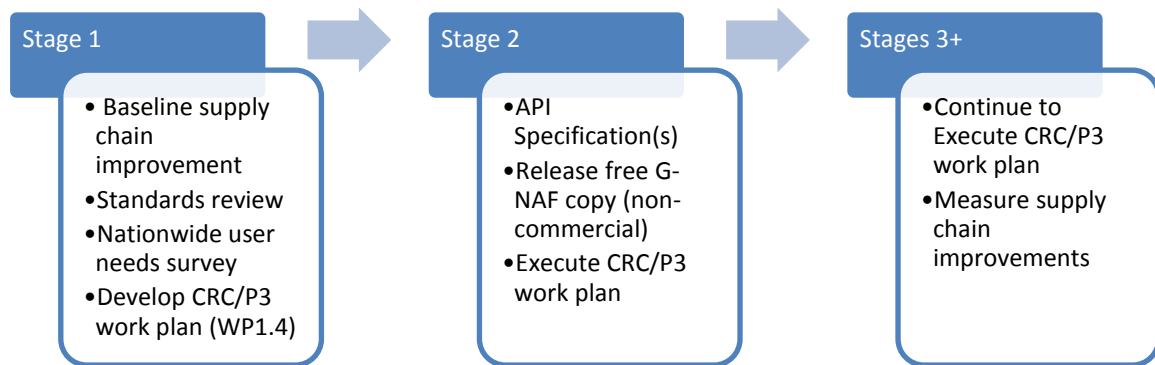 Stage 1
• Baseline supply
chain
improvement
•Standards review
•Nationwide user
needs survey
•Develop CRC/P3
work plan (WP1.4)
Stage 2
•API
Specification(s)
•Release free G-
NAF copy (non-
commercial)
•Execute CRC/P3
work plan
Stages 3+
•Continue to
Execute CRC/P3
work plan
•Measure supply
chain
improvements